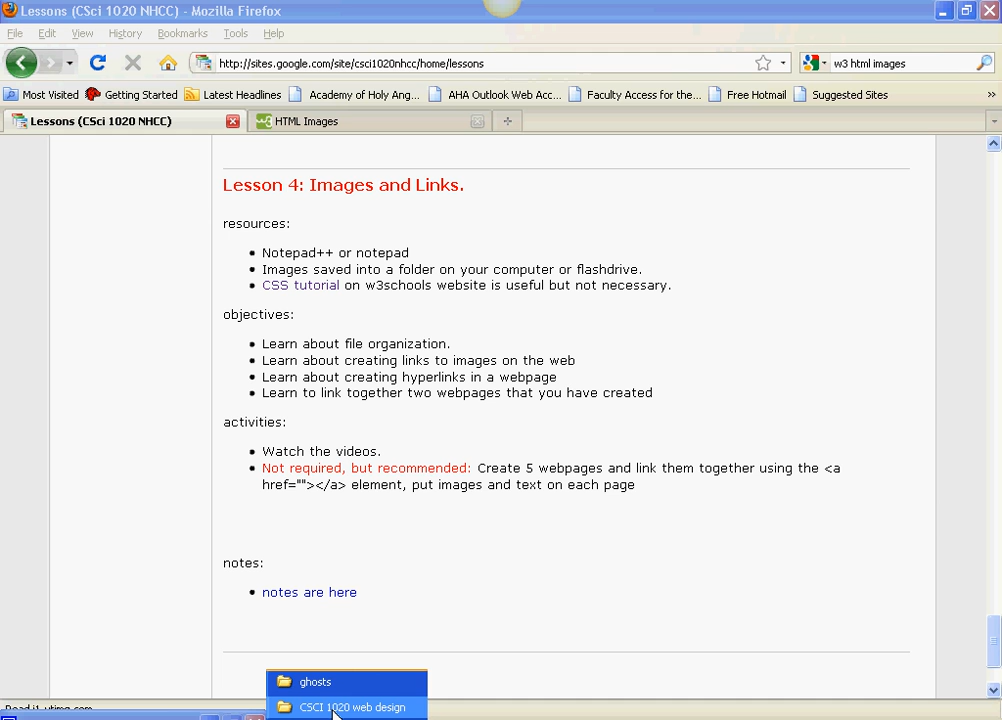 Lessons (CSci 1020 NHCC) - Mozilla Firefox
File Edit View History Bookmarks Tools Help
http://sites.google.com/site/csci1020nhcc/home/lessons
w3 html images
Most Visited Getting Started Latest Headlines Academy of Holy Ang... AHA Outlook Web Acc... Faculty Access for the... Free Hotmail Suggested Sites »
Lessons (CSci 1020 NHCC) HTML Images
Lesson 4: Images and Links.
resources:
Notepad++ or notepad
Images saved into a folder on your computer or flashdrive.
CSS tutorial on w3schools website is useful but not necessary.
objectives:
Learn about file organization.
Learn about creating links to images on the web
Learn about creating hyperlinks in a webpage
Learn to link together two webpages that you have created
activities:
Watch the videos.
Not required, but recommended: Create 5 webpages and link them together using the <a
href=""></a> element, put images and text on each page
notes:
notes are here
ghosts
CSCI 1020 web design